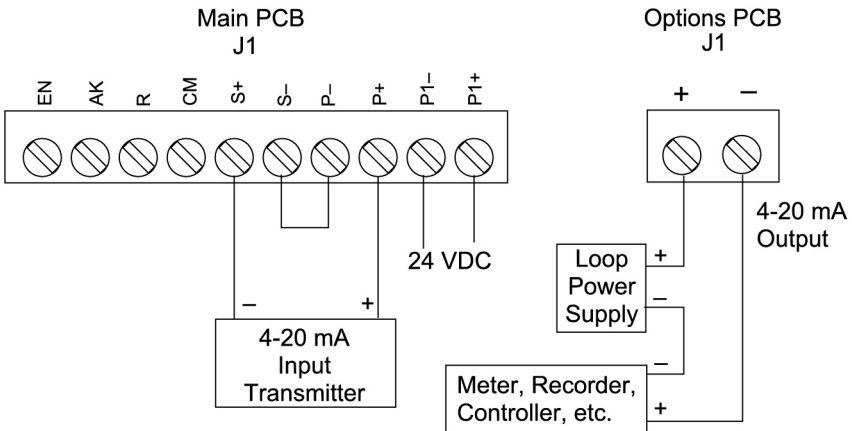 Main PCB
J1
EN AK R CM S+ S– P– P+ P1– P1+
24 VDC
– +
4-20 mA
Input
Transmitter
Options PCB
J1
+ –
4-20 mA
Output
+
Loop
Power
Supply
–
–
Meter, Recorder,
Controller, etc.
+